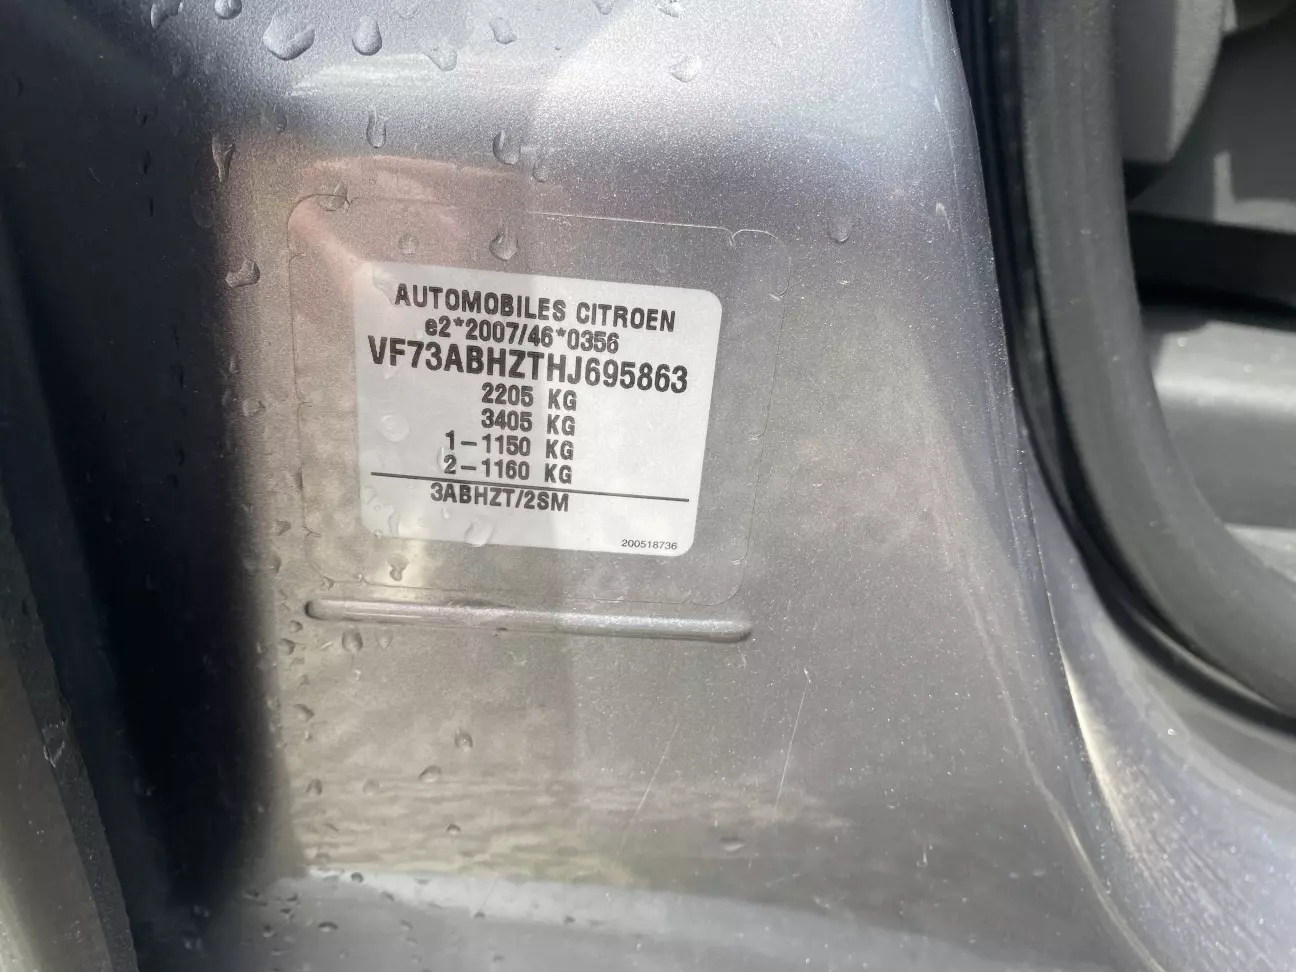 AUTOMOBILES CITROEN
e2*2007/46*0356
VF73ABHZTHJ695863
2205 KG
3405 KG
1-1150 KG
2-1160 KG
3ABHZT/2SM
200518736